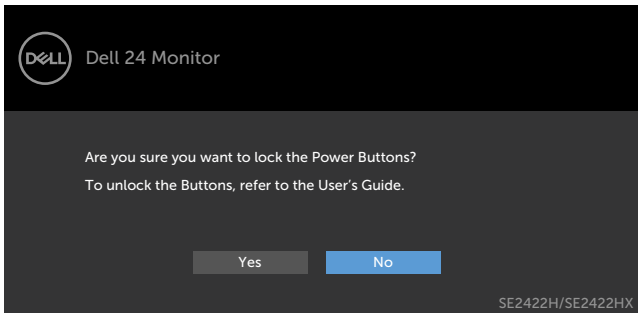 DELL Dell 24 Monitor
Are you sure you want to lock the Power Buttons?
To unlock the Buttons, refer to the User's Guide.
Yes No
SE2422H/SE2422HX